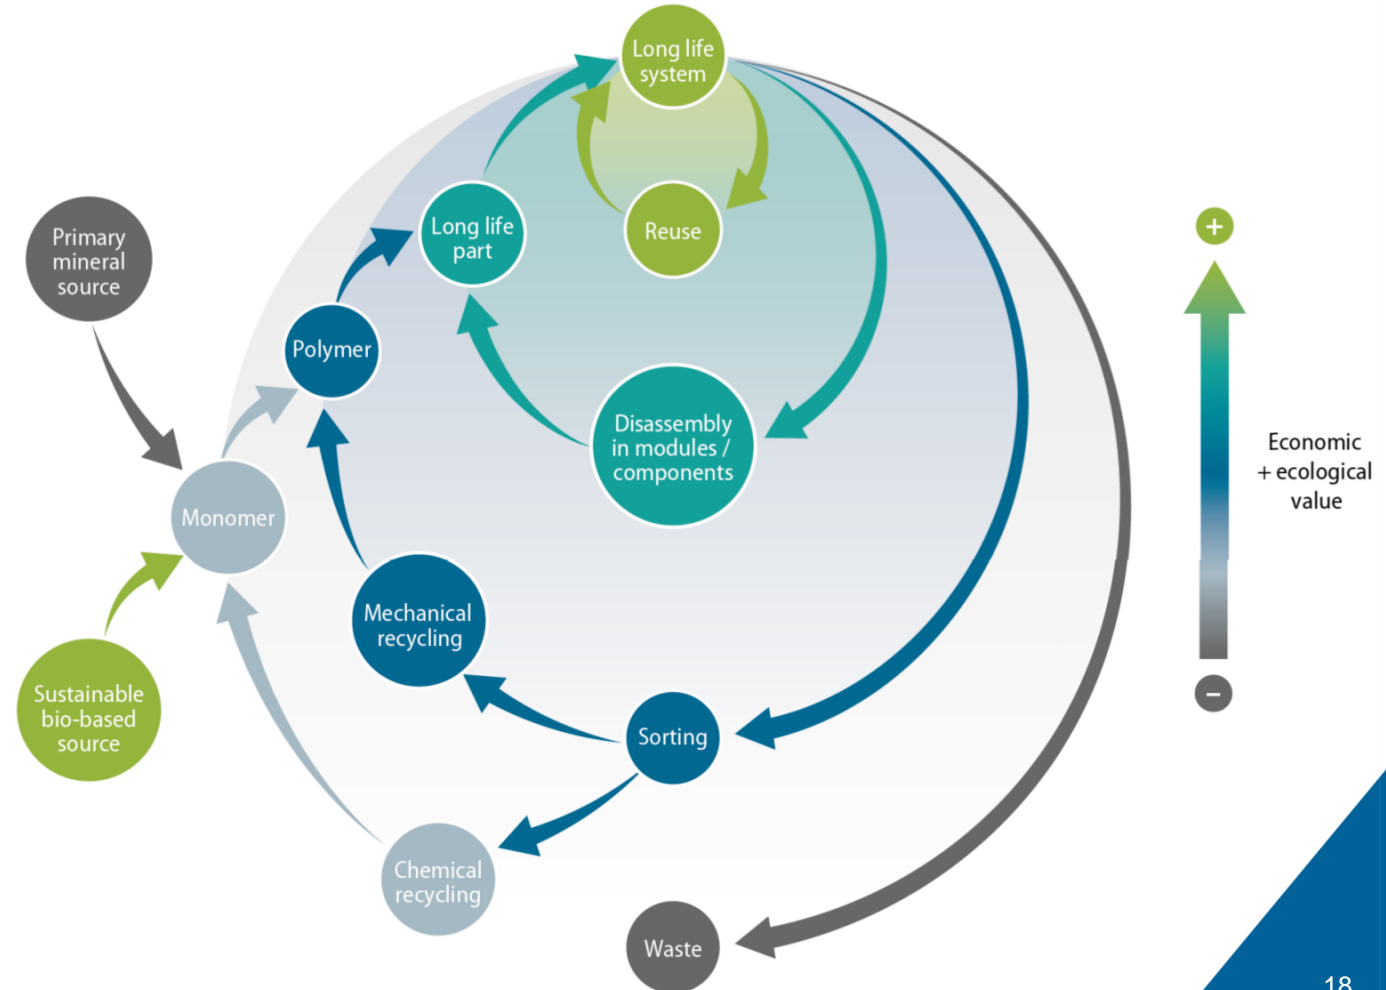 Long life
system
Primary
mineral
source
Long life
part
Reuse
+
Polymer
Disassembly
in modules /
components
Economic
+ ecological
value
Monomer
Mechanical
recycling
Sustainable
bio-based
source
–
Sorting
Chemical
recycling
Waste
18